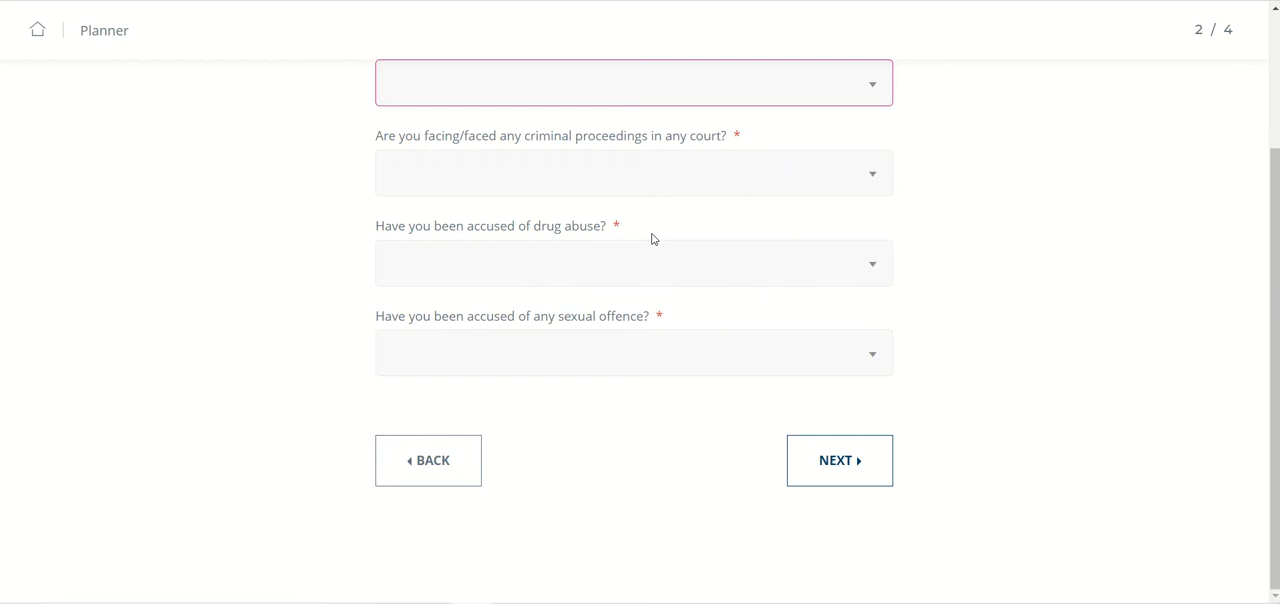 Planner
2 / 4
Are you facing/faced any criminal proceedings in any court? *
Have you been accused of drug abuse? *
Have you been accused of any sexual offence? *
BACK
NEXT